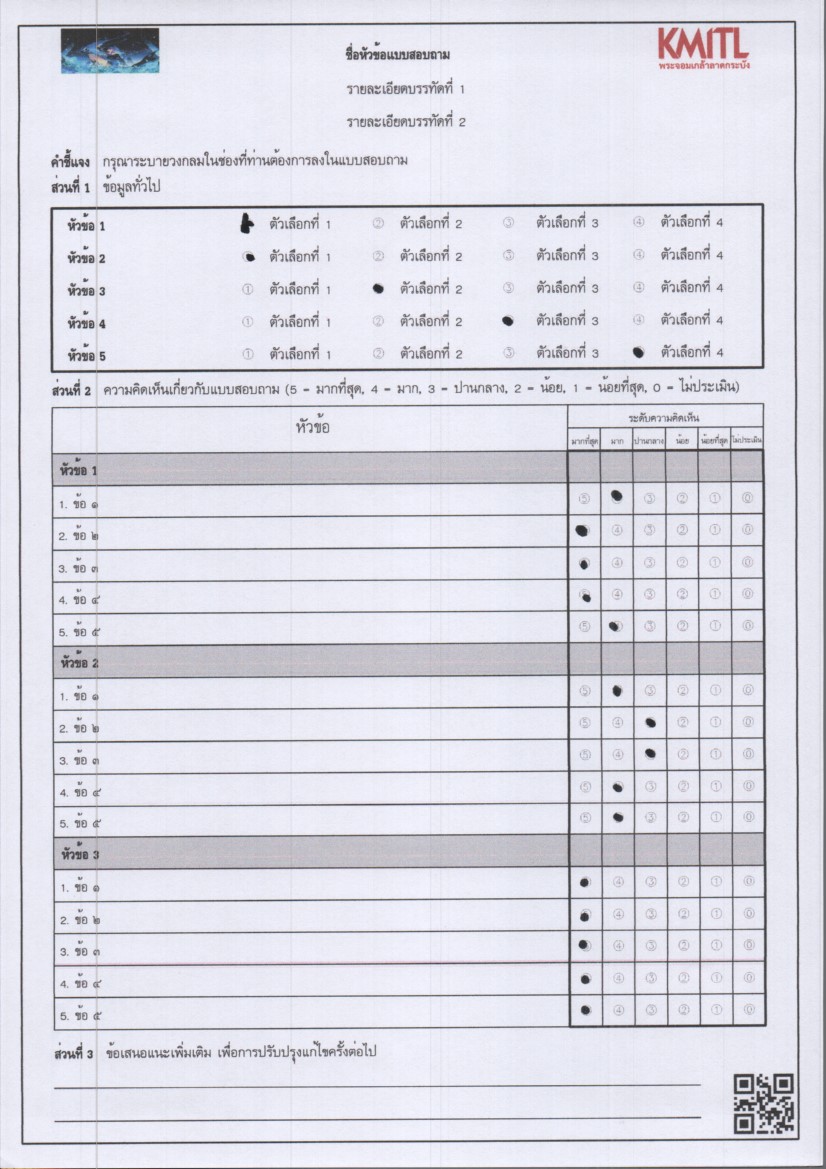 KMITL
พระจอมเกล้าลาดกระบัง
ชื่อหัวข้อแบบสอบถาม
รายละเอียดบรรทัดที่ 1
รายละเอียดบรรทัดที่ 2
คำชี้แจง กรุณาระบายวงกลมในช่องที่ท่านต้องการลงในแบบสอบถาม
ส่วนที่ 1 ข้อมูลทั่วไป
หัวข้อ 1 ตัวเลือกที่ 1 ② ตัวเลือกที่ 2 ③ ตัวเลือกที่ 3 ④ ตัวเลือกที่ 4
หัวข้อ 2 ตัวเลือกที่ 1 ② ตัวเลือกที่ 2 ③ ตัวเลือกที่ 3 ④ ตัวเลือกที่ 4
หัวข้อ 3 ① ตัวเลือกที่ 1 ตัวเลือกที่ 2 ③ ตัวเลือกที่ 3 ④ ตัวเลือกที่ 4
หัวข้อ 4 ① ตัวเลือกที่ 1 ② ตัวเลือกที่ 2 ตัวเลือกที่ 3 ④ ตัวเลือกที่ 4
หัวข้อ 5 ① ตัวเลือกที่ 1 ② ตัวเลือกที่ 2 ③ ตัวเลือกที่ 3 ตัวเลือกที่ 4
ส่วนที่ 2 ความคิดเห็นเกี่ยวกับแบบสอบถาม (5 = มากที่สุด, 4 = มาก, 3 = ปานกลาง, 2 = น้อย, 1 = น้อยที่สุด, 0 = ไม่ประเมิน)
หัวข้อ ระดับความคิดเห็น
มากที่สุด มาก ปานกลาง น้อย น้อยที่สุด ไม่ประเมิน
หัวข้อ 1
1. ข้อ ๑ ⑤ ③ ② ① ⓪
2. ข้อ ๒ ④ ③ ② ① ⓪
3. ข้อ ๓ ④ ③ ② ① ⓪
4. ข้อ ๔ ④ ③ ② ① ⓪
5. ข้อ ๕ ⑤ ③ ② ① ⓪
หัวข้อ 2
1. ข้อ ๑ ⑤ ③ ② ① ⓪
2. ข้อ ๒ ⑤ ④ ② ① ⓪
3. ข้อ ๓ ⑤ ④ ② ① ⓪
4. ข้อ ๔ ⑤ ③ ② ① ⓪
5. ข้อ ๕ ⑤ ③ ② ① ⓪
หัวข้อ 3
1. ข้อ ๑ ④ ③ ② ① ⓪
2. ข้อ ๒ ④ ③ ② ① ⓪
3. ข้อ ๓ ④ ③ ② ① ⓪
4. ข้อ ๔ ④ ③ ② ① ⓪
5. ข้อ ๕ ④ ③ ② ① ⓪
ส่วนที่ 3 ข้อเสนอแนะเพิ่มเติม เพื่อการปรับปรุงแก้ไขครั้งต่อไป